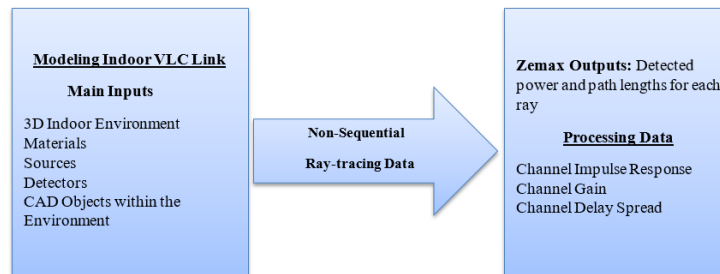 Modeling Indoor VLC Link
Main Inputs
3D Indoor Environment
Materials
Sources
Detectors
CAD Objects within the
Environment
Non-Sequential
Ray-tracing Data
Zemax Outputs: Detected
power and path lengths for each
ray
Processing Data
Channel Impulse Response
Channel Gain
Channel Delay Spread